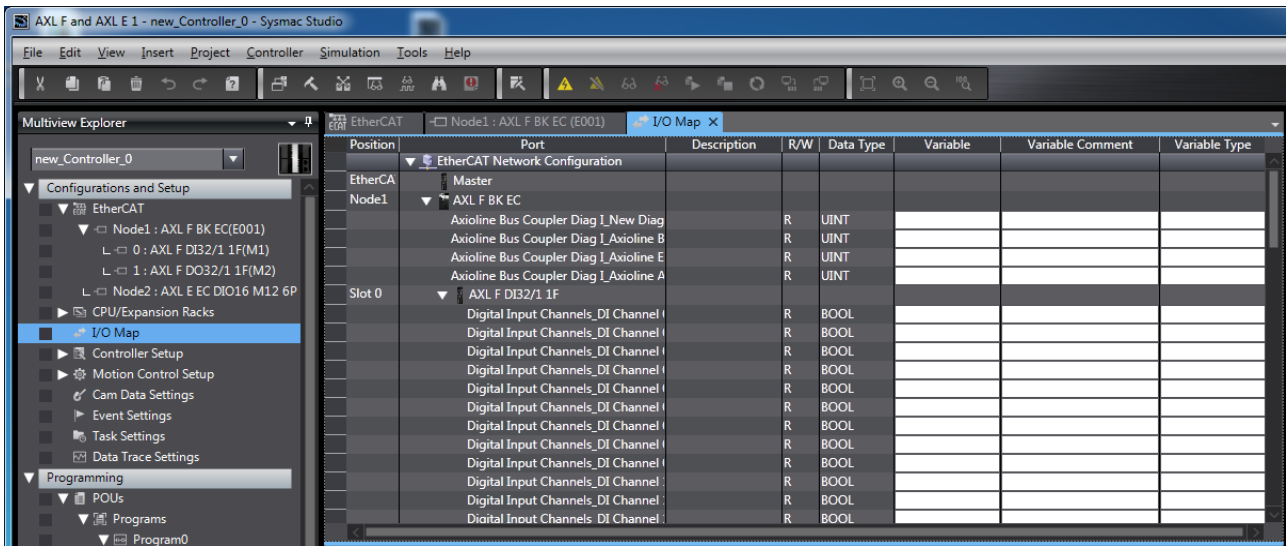 AXL F and AXL E 1 - new_Controller_0 - Sysmac Studio
File Edit View Insert Project Controller Simulation Tools Help
Multiview Explorer
new_Controller_0
Configurations and Setup
EtherCAT
Node1 : AXL F BK EC(E001)
0 : AXL F DI32/1 1F(M1)
1 : AXL F DO32/1 1F(M2)
Node2 : AXL E EC DIO16 M12 6P
CPU/Expansion Racks
I/O Map
Controller Setup
Motion Control Setup
Cam Data Settings
Event Settings
Task Settings
Data Trace Settings
Programming
POUs
Programs
Program0
EtherCAT Node1 : AXL F BK EC (E001) I/O Map X
Position Port Description R/W Data Type Variable Variable Comment Variable Type
EtherCAT Network Configuration
EtherCA Master
Node1 AXL F BK EC
Axioline Bus Coupler Diag I_New Diag R UINT
Axioline Bus Coupler Diag I_Axioline B R UINT
Axioline Bus Coupler Diag I_Axioline E R UINT
Axioline Bus Coupler Diag I_Axioline A R UINT
Slot 0 AXL F DI32/1 1F
Digital Input Channels_DI Channel R BOOL
Digital Input Channels_DI Channel R BOOL
Digital Input Channels_DI Channel R BOOL
Digital Input Channels_DI Channel R BOOL
Digital Input Channels_DI Channel R BOOL
Digital Input Channels_DI Channel R BOOL
Digital Input Channels_DI Channel R BOOL
Digital Input Channels_DI Channel R BOOL
Digital Input Channels_DI Channel R BOOL
Digital Input Channels_DI Channel R BOOL
Digital Input Channels_DI Channel R BOOL
Digital Input Channels_DI Channel R BOOL